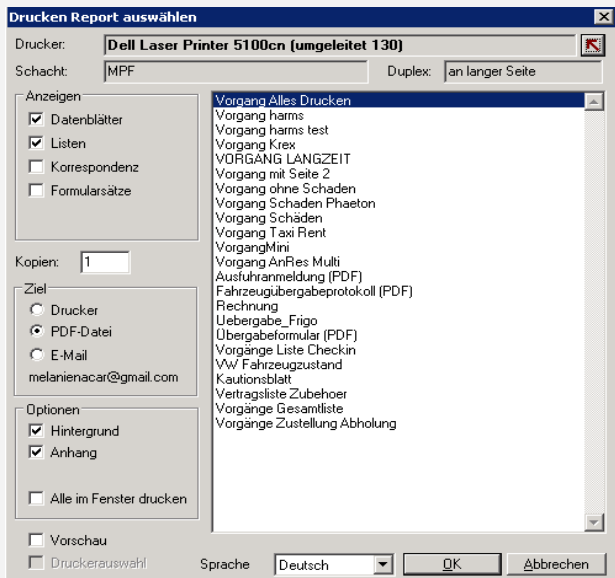 Drucken Report auswählen
Drucker: Dell Laser Printer 5100cn (umgeleitet 130)
Schacht: MPF Duplex: an langer Seite
Anzeigen
Datenblätter
Listen
Korrespondenz
Formularsätze
Kopien: 1
Ziel
Drucker
PDF-Datei
E-Mail
melanienacar@gmail.com
Optionen
Hintergrund
Anhang
Alle im Fenster drucken
Vorschau
Druckerauswahl
Vorgang Alles Drucken
Vorgang harms
Vorgang harms test
Vorgang Krex
VORGANG LANGZEIT
Vorgang mit Seite 2
Vorgang ohne Schaden
Vorgang Schaden Phaeton
Vorgang Schäden
Vorgang Taxi Rent
VorgangMini
Vorgang AnRes Multi
Ausfuhranmeldung (PDF)
Fahrzeugübergabeprotokoll (PDF)
Rechnung
Uebergabe_Frigo
Übergabeformular (PDF)
Vorgänge Liste Checkin
VW Fahrzeugzustand
Kautionsblatt
Vertragsliste Zubehoer
Vorgänge Gesamtliste
Vorgänge Zustellung Abholung
Sprache Deutsch OK Abbrechen